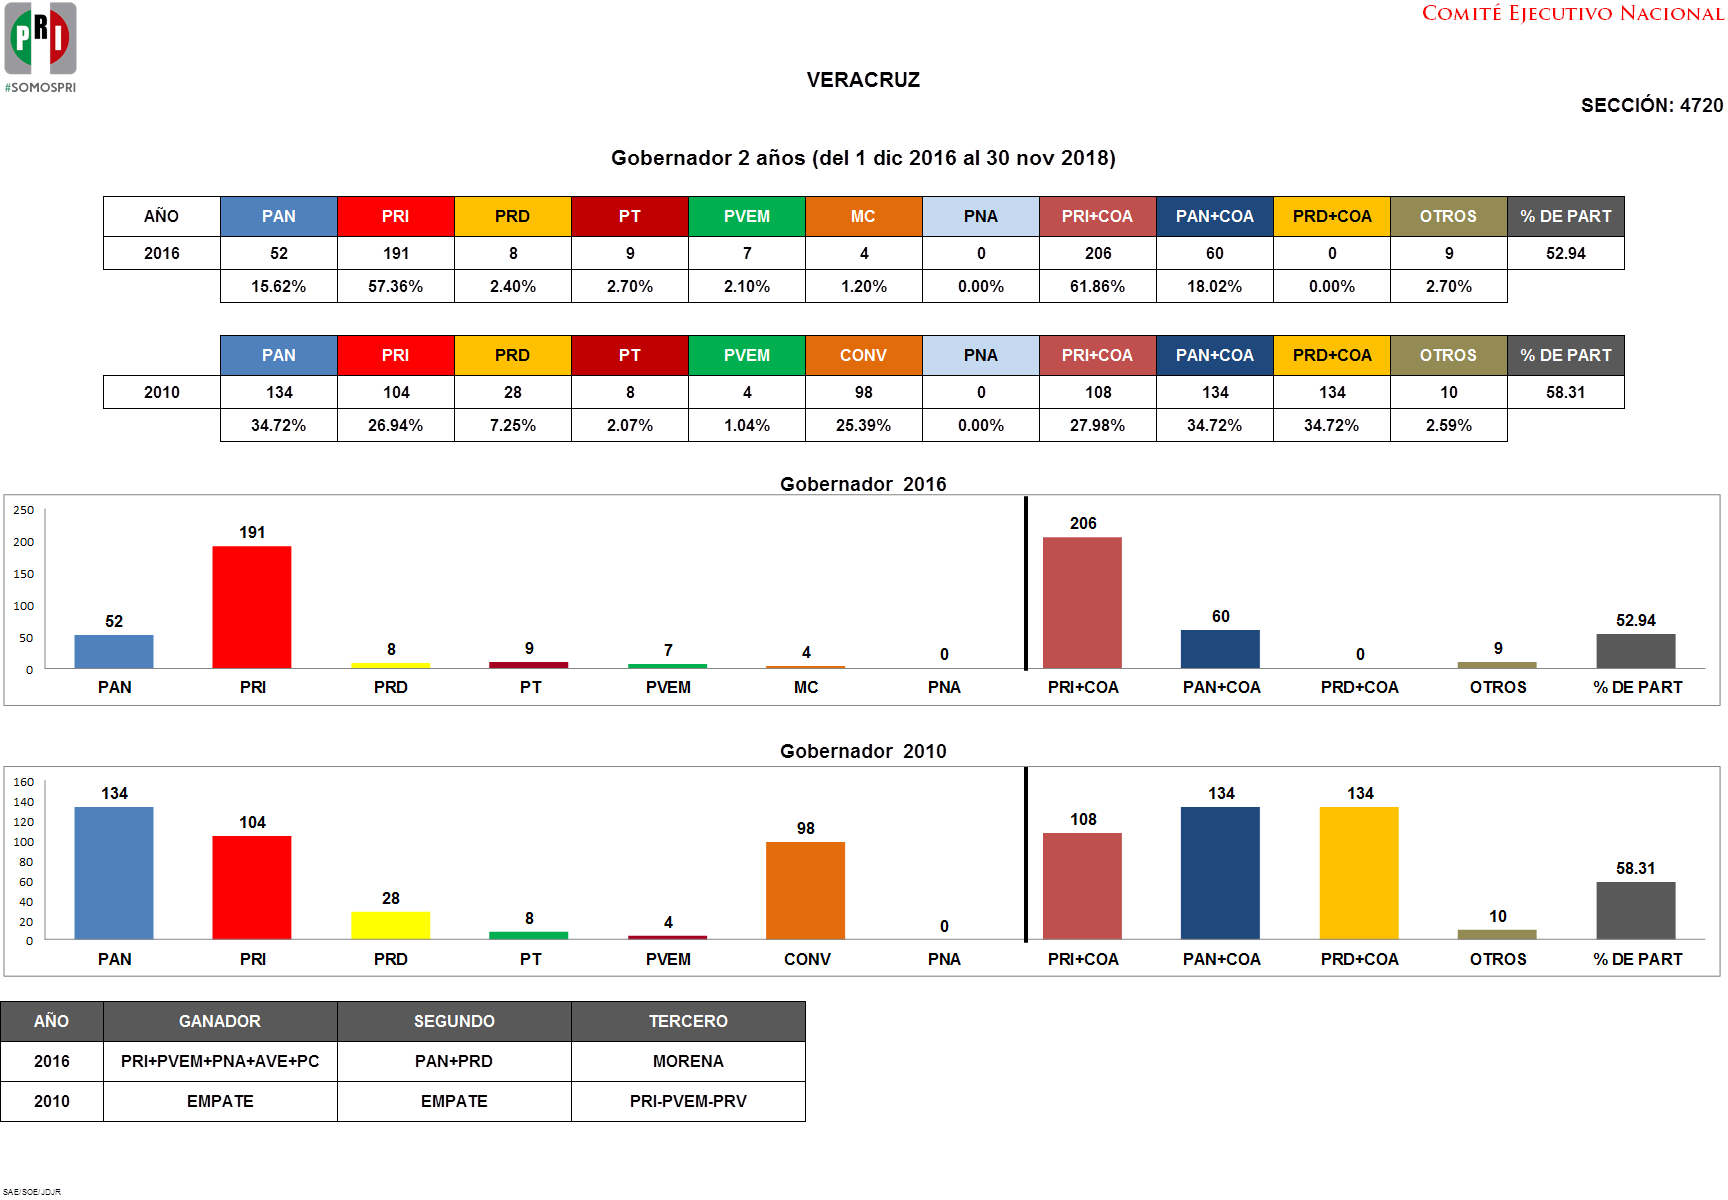 PRI
#SOMOSPRI
COMITÉ EJECUTIVO NACIONAL
VERACRUZ
SECCIÓN: 4720
Gobernador 2 años (del 1 dic 2016 al 30 nov 2018)
AÑO PAN PRI PRD PT PVEM MC PNA PRI+COA PAN+COA PRD+COA OTROS % DE PART
2016 52 191 8 9 7 4 0 206 60 0 9 52.94
15.62% 57.36% 2.40% 2.70% 2.10% 1.20% 0.00% 61.86% 18.02% 0.00% 2.70%
PAN PRI PRD PT PVEM CONV PNA PRI+COA PAN+COA PRD+COA OTROS % DE PART
2010 134 104 28 8 4 98 0 108 134 134 10 58.31
34.72% 26.94% 7.25% 2.07% 1.04% 25.39% 0.00% 27.98% 34.72% 34.72% 2.59%
Gobernador 2016
250
200
150
100
50
0
52 191 8 9 7 4 0 206 60 0 9 52.94
PAN PRI PRD PT PVEM MC PNA PRI+COA PAN+COA PRD+COA OTROS % DE PART
Gobernador 2010
160
140
120
100
80
60
40
20
0
134 104 28 8 4 98 0 108 134 134 10 58.31
PAN PRI PRD PT PVEM CONV PNA PRI+COA PAN+COA PRD+COA OTROS % DE PART
AÑO GANADOR SEGUNDO TERCERO
2016 PRI+PVEM+PNA+AVE+PC PAN+PRD MORENA
2010 EMPATE EMPATE PRI-PVEM-PRV
SAE/SOE/JDJR